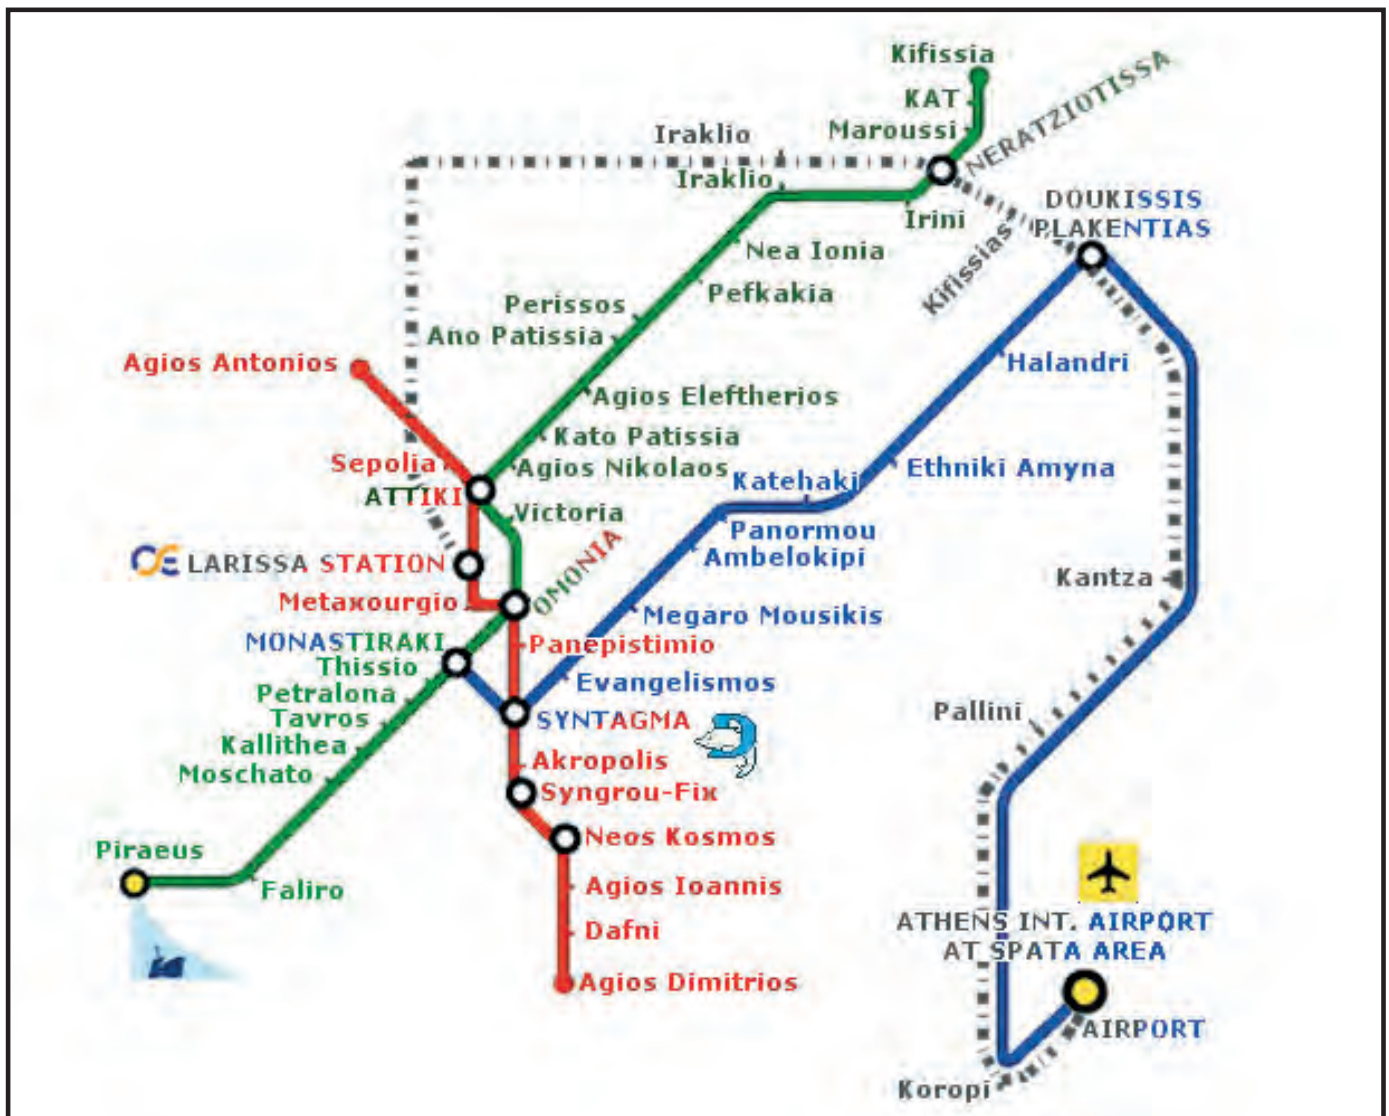 Kifissia
KAT
Maroussi
NERATZIOTISSA
Iraklio
Iraklio
Irini
DOUKISSIS
PLAKENTIAS
Kifissias
Nea Ionia
Pefkakia
Perissos
Ano Patissia
Halandri
Agios Antonios
Agios Eleftherios
Kato Patissia
Sepolia
Agios Nikolaos
Ethniki Amyna
Katehaki
ATTIKI
Victoria
Panormou
Ambelokipi
OE LARISSA STATION
OMONIA
Kantza
Metaxourgio
Megaro Mousikis
MONASTIRAKI
Panepistimio
Thissio
Evangelismos
Petralona
Tavros
SYNTAGMA
Pallini
Kallithea
Akropolis
Moschato
Syngrou-Fix
Neos Kosmos
Piraeus
Faliro
Agios Ioannis
Dafni
ATHENS INT. AIRPORT
AT SPATA AREA
Agios Dimitrios
AIRPORT
Koropi